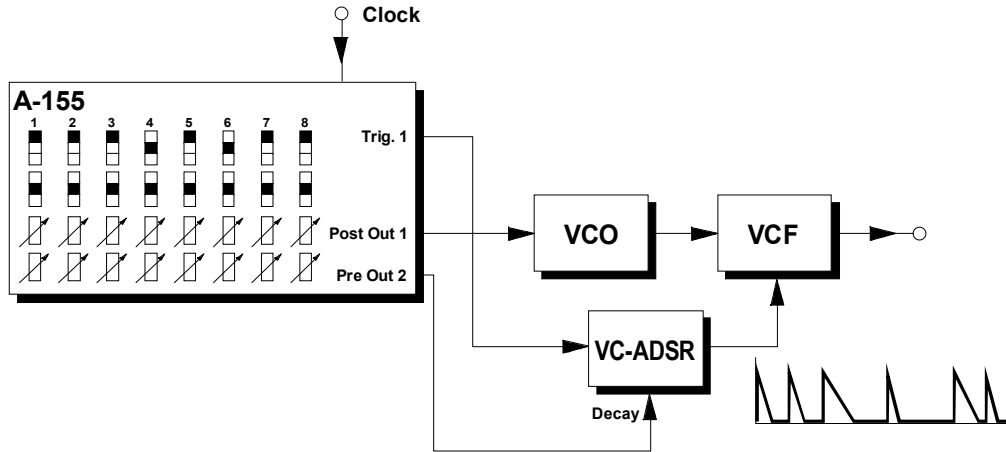 Clock
A-155
1 2 3 4 5 6 7 8
Trig. 1
Post Out 1
VCO
VCF
Pre Out 2
VC-ADSR
Decay